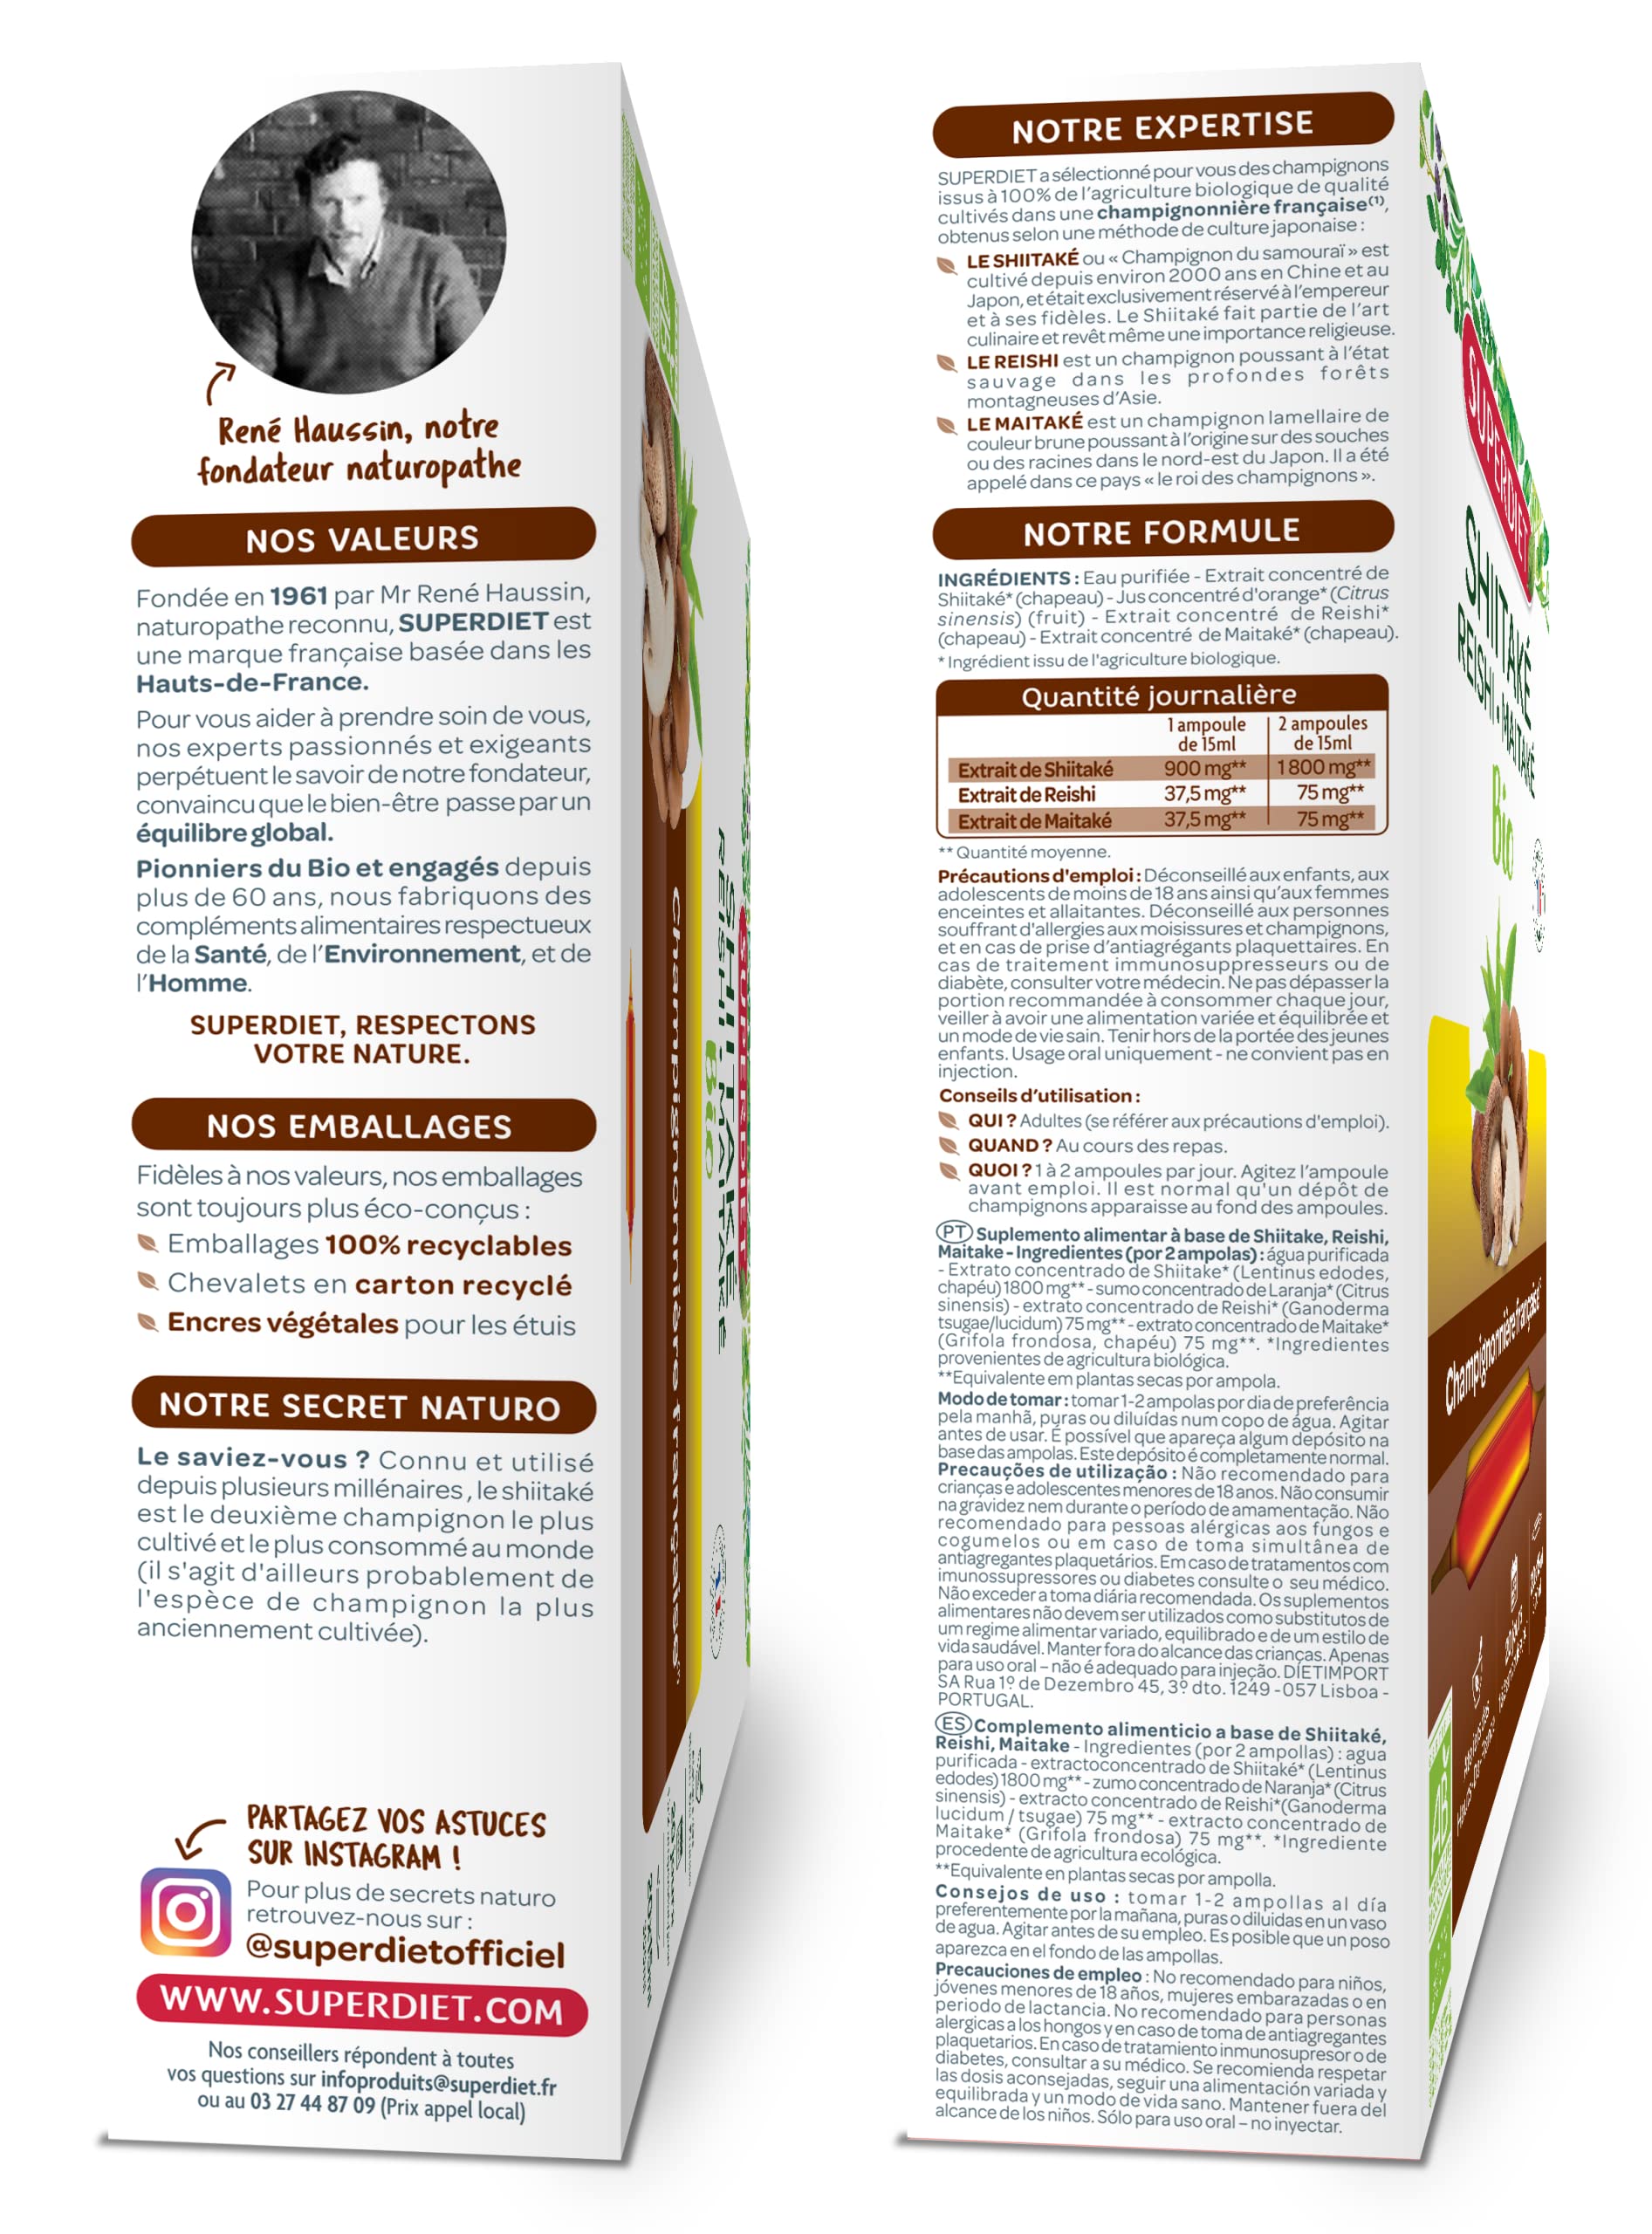 René Haussin, notre
fondateur naturopathe
NOS VALEURS
Fondée en 1961 par Mr René Haussin,
naturopathe reconnu, SUPERDIET est
une marque française basée dans les
Hauts-de-France.
Pour vous aider à prendre soin de vous,
nos experts passionnés et exigeants
perpétuent le savoir de notre fondateur,
convaincu que le bien-être passe par un
équilibre global.
Pionniers du Bio et engagés depuis
plus de 60 ans, nous fabriquons des
compléments alimentaires respectueux
de la Santé, de l'Environnement, et de
l'Homme.
SUPERDIET, RESPECTONS
VOTRE NATURE.
NOS EMBALLAGES
Fidèles à nos valeurs, nos emballages
sont toujours plus éco-conçus :
Emballages 100% recyclables
Chevalets en carton recyclé
Encres végétales pour les étuis
NOTRE SECRET NATURO
Le saviez-vous ? Connu et utilisé
depuis plusieurs millénaires , le shiitaké
est le deuxième champignon le plus
cultivé et le plus consommé au monde
(il s'agit d'ailleurs probablement de
l'espèce de champignon la plus
anciennement cultivée).
PARTAGEZ VOS ASTUCES
SUR INSTAGRAM !
Pour plus de secrets naturo
retrouvez-nous sur :
@superdietofficiel
WWW.SUPERDIET.COM
Nos conseillers répondent à toutes
vos questions sur infoproduits@superdiet.fr
ou au 03 27 44 87 09 (Prix appel local)
SUPERDIET
SHIITAKÉ
REISHI • MAITAKÉ
Bio
Champignonnière française
NOTRE EXPERTISE
SUPERDIET a sélectionné pour vous des champignons
issus à 100% de l'agriculture biologique de qualité
cultivés dans une champignonnière française(1),
obtenus selon une méthode de culture japonaise :
LE SHIITAKÉ ou « Champignon du samouraï » est
cultivé depuis environ 2000 ans en Chine et au
Japon, et était exclusivement réservé à l'empereur
et à ses fidèles. Le Shiitaké fait partie de l'art
culinaire et revêt même une importance religieuse.
LE REISHI est un champignon poussant à l'état
sauvage dans les profondes forêts
montagneuses d'Asie.
LE MAITAKÉ est un champignon lamellaire de
couleur brune poussant à l'origine sur des souches
ou des racines dans le nord-est du Japon. Il a été
appelé dans ce pays « le roi des champignons ».
NOTRE FORMULE
INGRÉDIENTS : Eau purifiée - Extrait concentré de
Shiitaké* (chapeau) - Jus concentré d'orange* (Citrus
sinensis) (fruit) - Extrait concentré de Reishi*
(chapeau) - Extrait concentré de Maitaké* (chapeau).
* Ingrédient issu de l'agriculture biologique.
Quantité journalière
1 ampoule de 15ml 2 ampoules de 15ml
Extrait de Shiitaké 900 mg** 1800 mg**
Extrait de Reishi 37,5 mg** 75 mg**
Extrait de Maitaké 37,5 mg** 75 mg**
** Quantité moyenne.
Précautions d'emploi : Déconseillé aux enfants, aux
adolescents de moins de 18 ans ainsi qu'aux femmes
enceintes et allaitantes. Déconseillé aux personnes
souffrant d'allergies aux moisissures et champignons,
et en cas de prise d'antiagrégants plaquettaires. En
cas de traitement immunosuppresseurs ou de
diabète, consulter votre médecin. Ne pas dépasser la
portion recommandée à consommer chaque jour,
veiller à avoir une alimentation variée et équilibrée et
un mode de vie sain. Tenir hors de la portée des jeunes
enfants. Usage oral uniquement - ne convient pas en
injection.
Conseils d'utilisation :
QUI ? Adultes (se référer aux précautions d'emploi).
QUAND ? Au cours des repas.
QUOI ? 1 à 2 ampoules par jour. Agitez l'ampoule
avant emploi. Il est normal qu'un dépôt de
champignons apparaisse au fond des ampoules.
PT Suplemento alimentar à base de Shiitake, Reishi,
Maitake - Ingredientes (por 2 ampolas) : água purificada
- Extrato concentrado de Shiitake* (Lentinus edodes,
chapéu) 1800 mg** - sumo concentrado de Laranja* (Citrus
sinensis) - extrato concentrado de Reishi* (Ganoderma
tsugae/lucidum) 75 mg** - extrato concentrado de Maitake*
(Grifola frondosa, chapéu) 75 mg**. *Ingredientes
provenientes de agricultura biológica.
**Equivalente em plantas secas por ampola.
Modo de tomar : tomar 1-2 ampolas por dia de preferência
pela manhã, puras ou diluídas num copo de água. Agitar
antes de usar. É possível que apareça algum depósito na
base das ampolas. Este depósito é completamente normal.
Precauções de utilização : Não recomendado para
crianças e adolescentes menores de 18 anos. Não consumir
na gravidez nem durante o período de amamentação. Não
recomendado para pessoas alérgicas aos fungos e
cogumelos ou em caso de toma simultânea de
antiagregantes plaquetários. Em caso de tratamentos com
imunossupressores ou diabetes consulte o seu médico.
Não exceder a toma diária recomendada. Os suplementos
alimentares não devem ser utilizados como substitutos de
um regime alimentar variado, equilibrado e de um estilo de
vida saudável. Manter fora do alcance das crianças. Apenas
para uso oral – não é adequado para injeção. DIETIMPORT
SA Rua 1º de Dezembro 45, 3º dto. 1249 -057 Lisboa -
PORTUGAL.
ES Complemento alimenticio a base de Shiitaké,
Reishi, Maitake - Ingredientes (por 2 ampollas) : agua
purificada - extractoconcentrado de Shiitaké* (Lentinus
edodes) 1800 mg** - zumo concentrado de Naranja* (Citrus
sinensis) - extracto concentrado de Reishi*(Ganoderma
lucidum / tsugae) 75 mg** - extracto concentrado de
Maitake* (Grifola frondosa) 75 mg**. *Ingrediente
procedente de agricultura ecológica.
**Equivalente en plantas secas por ampolla.
Consejos de uso : tomar 1-2 ampollas al día
preferentemente por la mañana, puras o diluidas en un vaso
de agua. Agitar antes de su empleo. Es posible que un poso
aparezca en el fondo de las ampollas.
Precauciones de empleo : No recomendado para niños,
jóvenes menores de 18 años, mujeres embarazadas o en
periodo de lactancia. No recomendado para personas
alergicas a los hongos y en caso de toma de antiagregantes
plaquetarios. En caso de tratamiento inmunosupresor o de
diabetes, consultar a su médico. Se recomienda respetar
las dosis aconsejadas, seguir una alimentación variada y
equilibrada y un modo de vida sano. Mantener fuera del
alcance de los niños. Sólo para uso oral – no inyectar.
SUPERDIET
SHIITAKÉ
REISHI • MAITAKÉ
Bio
Champignonnière française
AB